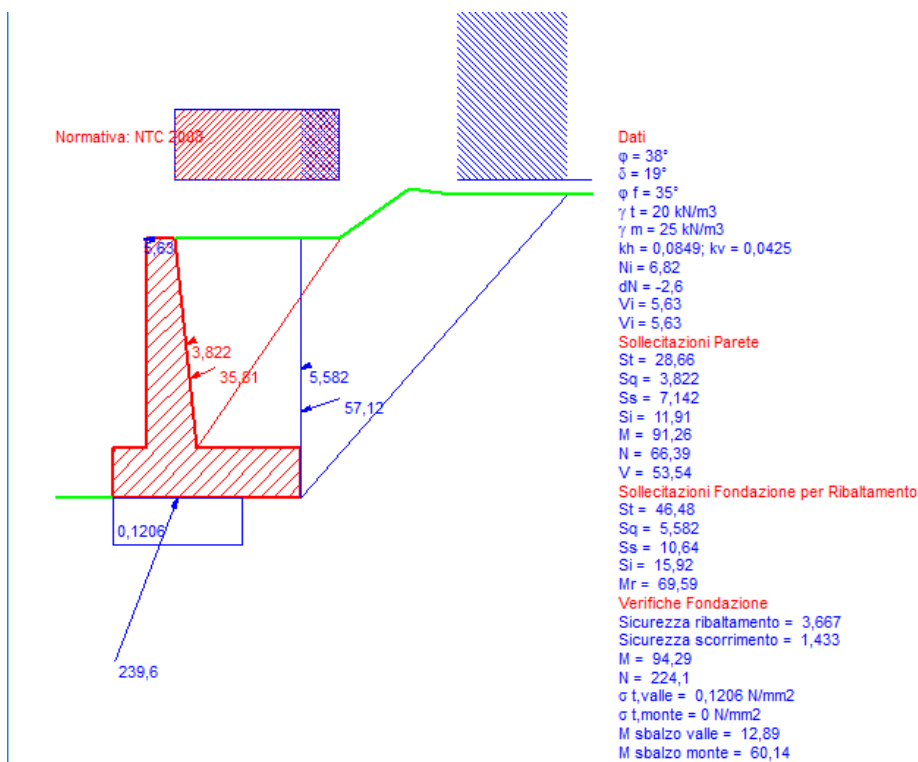 Normativa: NTC 2008
5,63
3,822
35,81
5,582
57,12
0,1206
239,6
Dati
φ = 38°
δ = 19°
φ f = 35°
γ t = 20 kN/m3
γ m = 25 kN/m3
kh = 0,0849; kv = 0,0425
Ni = 6,82
dN = -2,6
Vi = 5,63
Vi = 5,63
Sollecitazioni Parete
St = 28,66
Sq = 3,822
Ss = 7,142
Si = 11,91
M = 91,26
N = 66,39
V = 53,54
Sollecitazioni Fondazione per Ribaltamento
St = 46,48
Sq = 5,582
Ss = 10,64
Si = 15,92
Mr = 69,59
Verifiche Fondazione
Sicurezza ribaltamento = 3,667
Sicurezza scorrimento = 1,433
M = 94,29
N = 224,1
σ t,valle = 0,1206 N/mm2
σ t,monte = 0 N/mm2
M sbalzo valle = 12,89
M sbalzo monte = 60,14